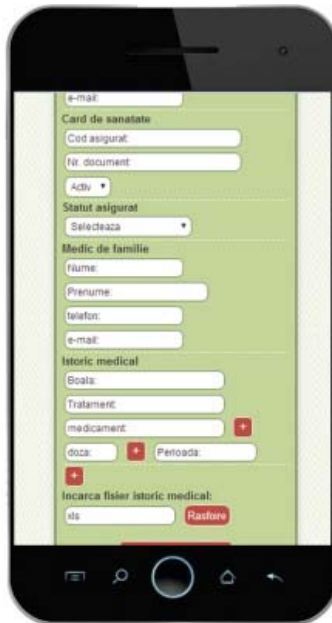 e-mail:
Card de sanatate
Cod asigurat:
Nr. document:
Activ
Statut asigurat
Selecteaza
Medic de familie
Nume:
Prenume:
telefon:
e-mail:
Istoric medical
Boala:
Tratament:
medicament: +
doza: + Perioada:
+
Incarca fisier istoric medical:
xls Rasfoire